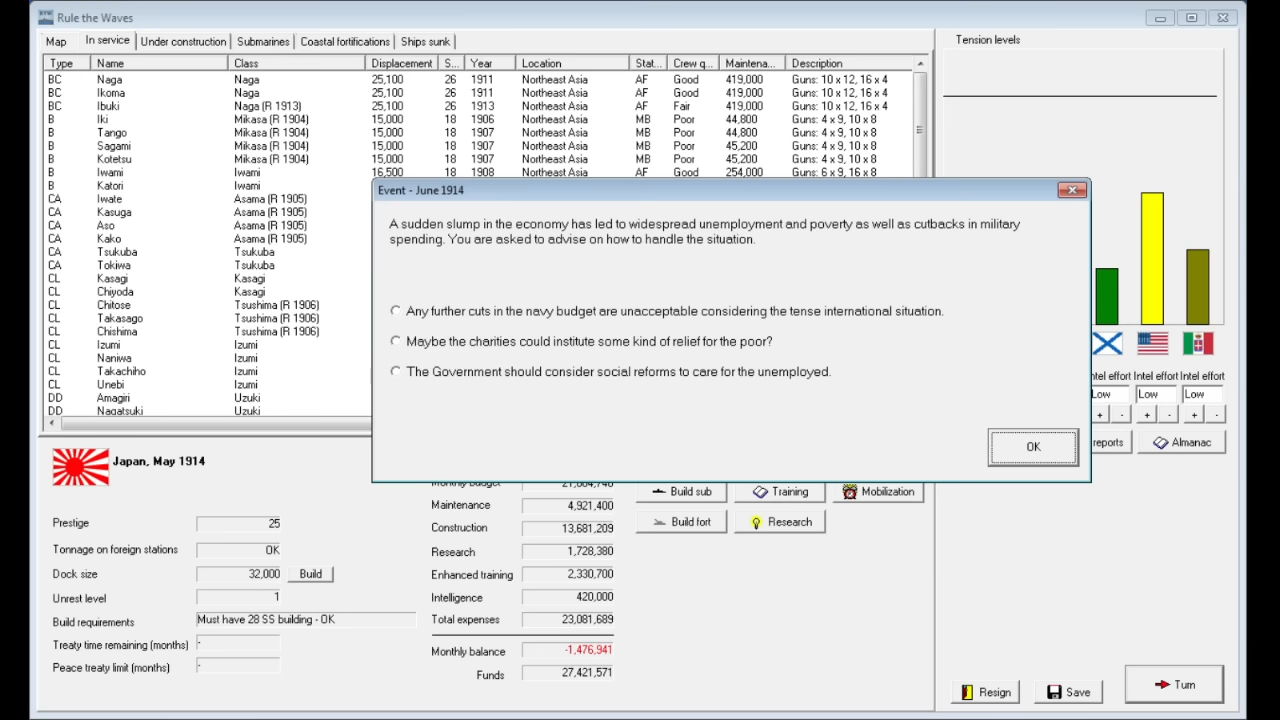 Rule the Waves
Map In service Under construction Submarines Coastal fortifications Ships sunk
Tension levels
Type Name Class Displacement S... Year Location Stat... Crew q... Maintena... Description
BC Naga Naga 25,100 26 1911 Northeast Asia AF Good 419,000 Guns: 10 x 12, 16 x 4
BC Ikoma Naga 25,100 26 1911 Northeast Asia AF Good 419,000 Guns: 10 x 12, 16 x 4
BC Ibuki Naga (R 1913) 25,100 26 1913 Northeast Asia AF Fair 419,000 Guns: 10 x 12, 16 x 4
B Iki Mikasa (R 1904) 15,000 18 1906 Northeast Asia MB Poor 44,800 Guns: 4 x 9, 10 x 8
B Tango Mikasa (R 1904) 15,000 18 1907 Northeast Asia MB Poor 44,800 Guns: 4 x 9, 10 x 8
B Sagami Mikasa (R 1904) 15,000 18 1907 Northeast Asia MB Poor 45,200 Guns: 4 x 9, 10 x 8
B Kotetsu Mikasa (R 1904) 15,000 18 1907 Northeast Asia MB Poor 45,200 Guns: 4 x 9, 10 x 8
B Iwami Iwami 16,500 18 1908 Northeast Asia AF Good 254,000 Guns: 6 x 9, 16 x 8
B Katori Iwami
CA Iwate Asama (R 1905)
CA Kasuga Asama (R 1905)
CA Aso Asama (R 1905)
CA Kako Asama (R 1905)
CA Tsukuba Tsukuba
CA Tokiwa Tsukuba
CL Kasagi Kasagi
CL Chiyoda Kasagi
CL Chitose Tsushima (R 1906)
CL Takasago Tsushima (R 1906)
CL Chishima Tsushima (R 1906)
CL Izumi Izumi
CL Naniwa Izumi
CL Takachiho Izumi
CL Unebi Izumi
DD Amagiri Uzuki
DD Nagatsuki Uzuki
Event - June 1914
A sudden slump in the economy has led to widespread unemployment and poverty as well as cutbacks in military
spending. You are asked to advise on how to handle the situation.
Any further cuts in the navy budget are unacceptable considering the tense international situation.
Maybe the charities could institute some kind of relief for the poor?
The Government should consider social reforms to care for the unemployed.
OK
ntel effort Intel effort Intel effort
Low Low Low
+ - + - + -
reports Almanac
Japan, May 1914
Prestige 25
Tonnage on foreign stations OK
Dock size 32,000 Build
Unrest level 1
Build requirements Must have 28 SS building - OK
Treaty time remaining (months) -
Peace treaty limit (months) -
Monthly budget
Maintenance 4,921,400
Construction 13,681,209
Research 1,728,380
Enhanced training 2,330,700
Intelligence 420,000
Total expenses 23,081,689
Monthly balance -1,476,941
Funds 27,421,571
Build sub Training Mobilization
Build fort Research
Resign Save Turn